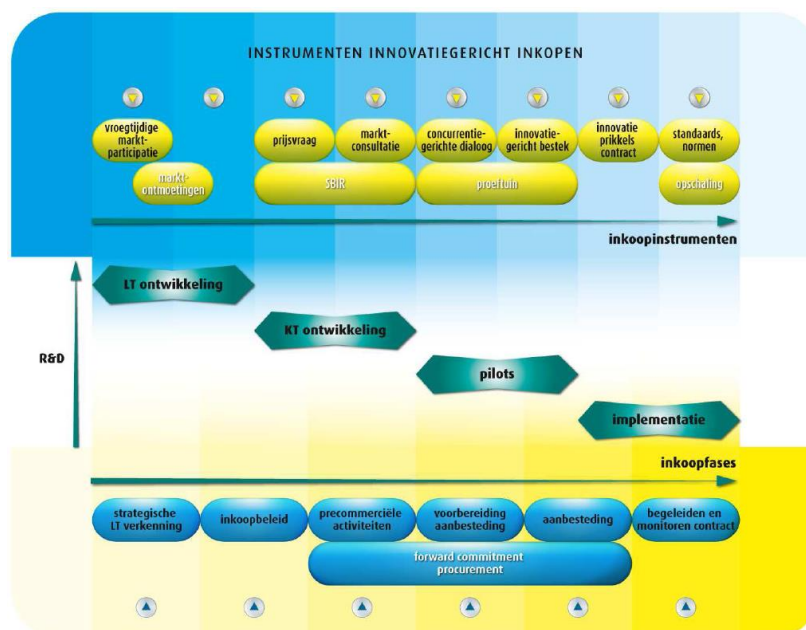 INSTRUMENTEN INNOVATIEGERICHT INKOPEN
vroegtijdige
markt-
participatie
prijsvraag
markt-
consultatie
concurrentie-
gerichte dialoog
innovatie-
gericht bestek
innovatie
prikkels
contract
standaards,
normen
markt-
ontmoetingen
SBIR
proeftuin
opschaling
inkoopinstrumenten
LT ontwikkeling
KT ontwikkeling
R&D
pilots
implementatie
inkoopfases
strategische
LT verkenning
inkoopbeleid
precommerciële
activiteiten
voorbereiding
aanbesteding
aanbesteding
begeleiden en
monitoren contract
forward commitment
procurement